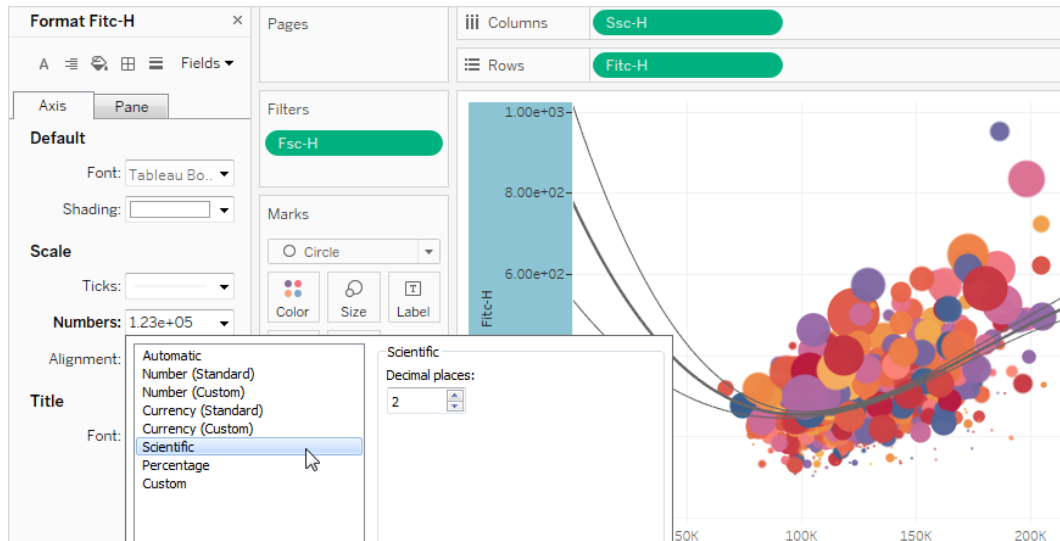 Format Fitc-H ×
A Fields
Axis Pane
Default
Font: Tableau Bo..
Shading:
Scale
Ticks:
Numbers: 1.23e+05
Alignment:
Title
Font:
Automatic
Number (Standard)
Number (Custom)
Currency (Standard)
Currency (Custom)
Scientific
Percentage
Custom
Scientific
Decimal places:
2
Pages
Filters
Fsc-H
Marks
Circle
Color Size Label
T
Columns Ssc-H
Rows Fitc-H
1.00e+03
8.00e+02
6.00e+02
Fitc-H
50K 100K 150K 200K